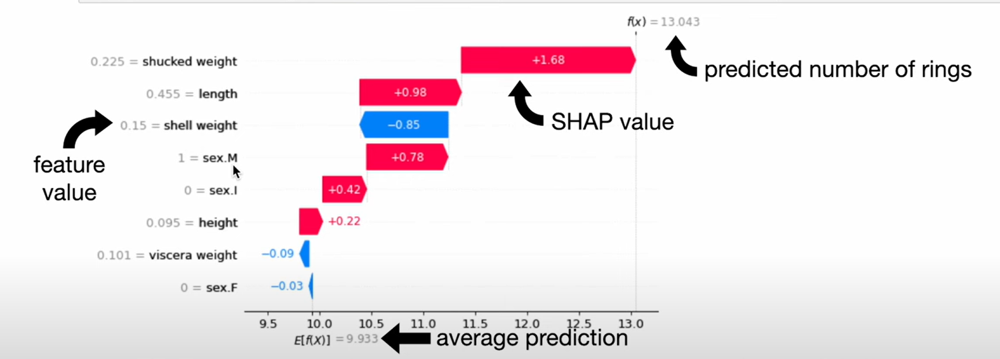 f(x) = 13.043
0.225 = shucked weight
+1.68
predicted number of rings
0.455 = length
+0.98
0.15 = shell weight
−0.85
SHAP value
feature
value
1 = sex.M
+0.78
0 = sex.I
+0.42
0.095 = height
+0.22
0.101 = viscera weight
−0.09
0 = sex.F
−0.03
9.5 10.0 10.5 11.0 11.5 12.0 12.5 13.0
E[f(X)] = 9.933
average prediction